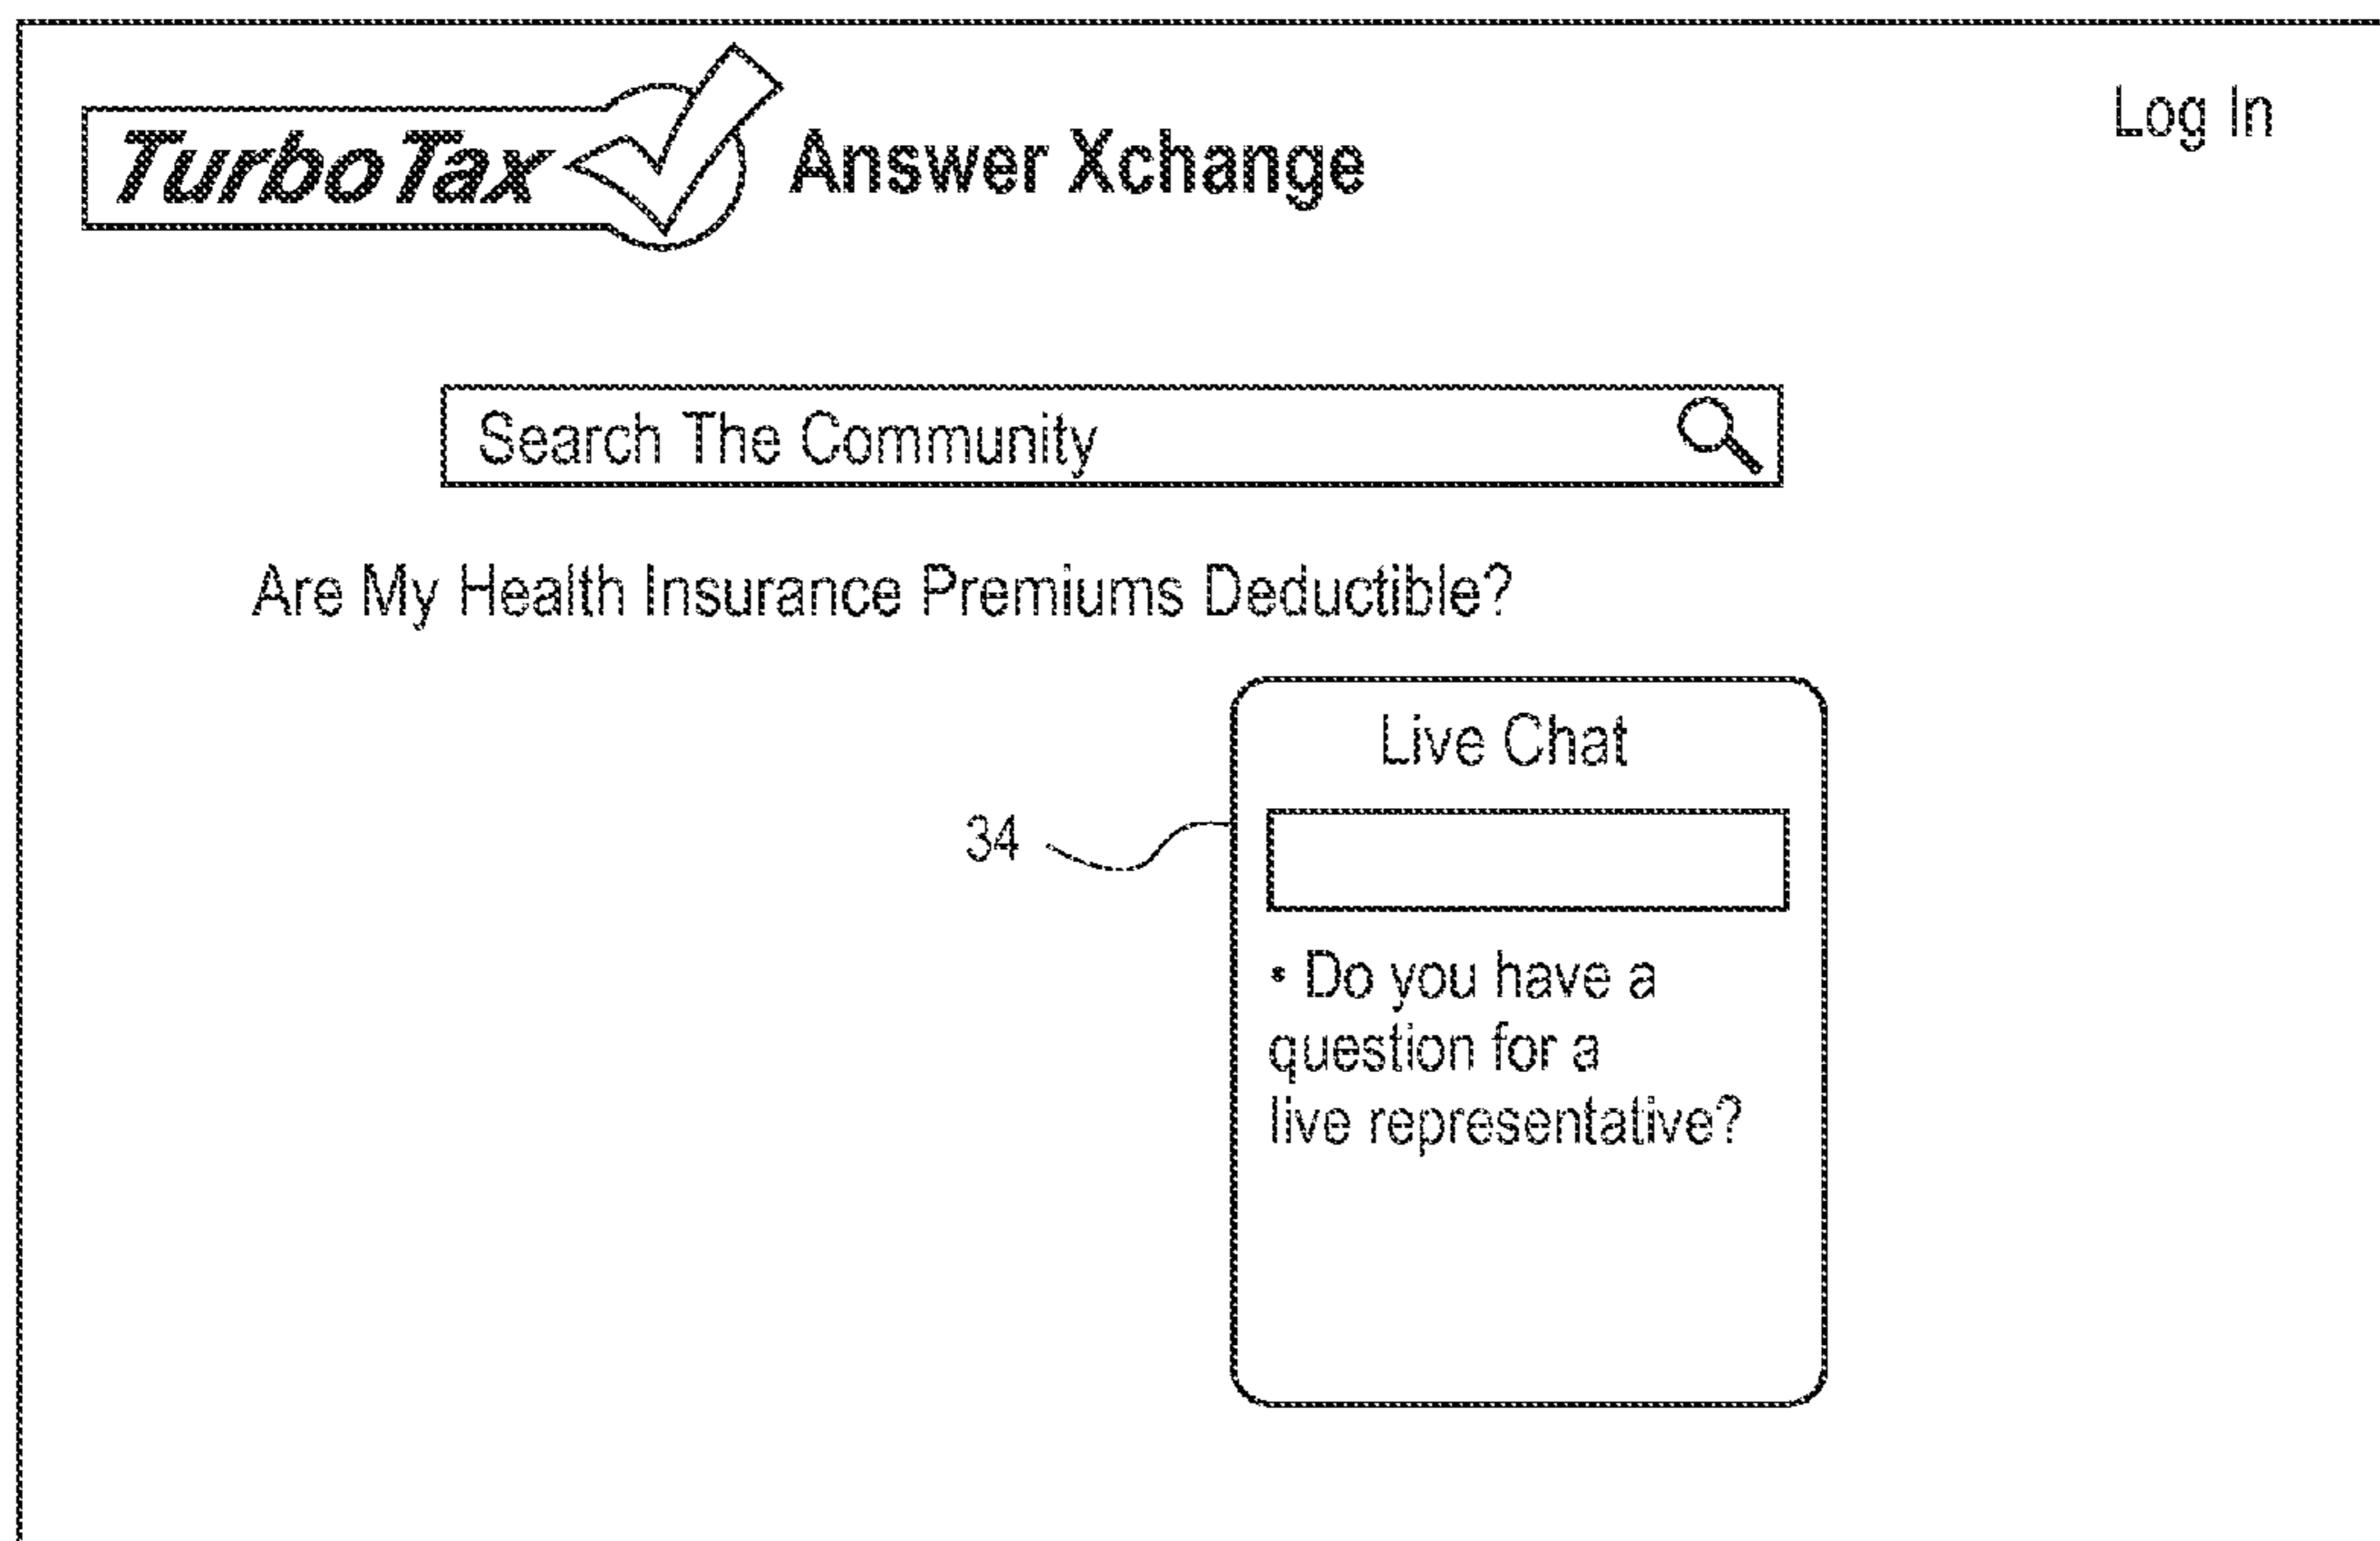 TurboTax Answer Xchange
Log In
Search The Community
Are My Health Insurance Premiums Deductible?
Live Chat
34
• Do you have a
question for a
live representative?